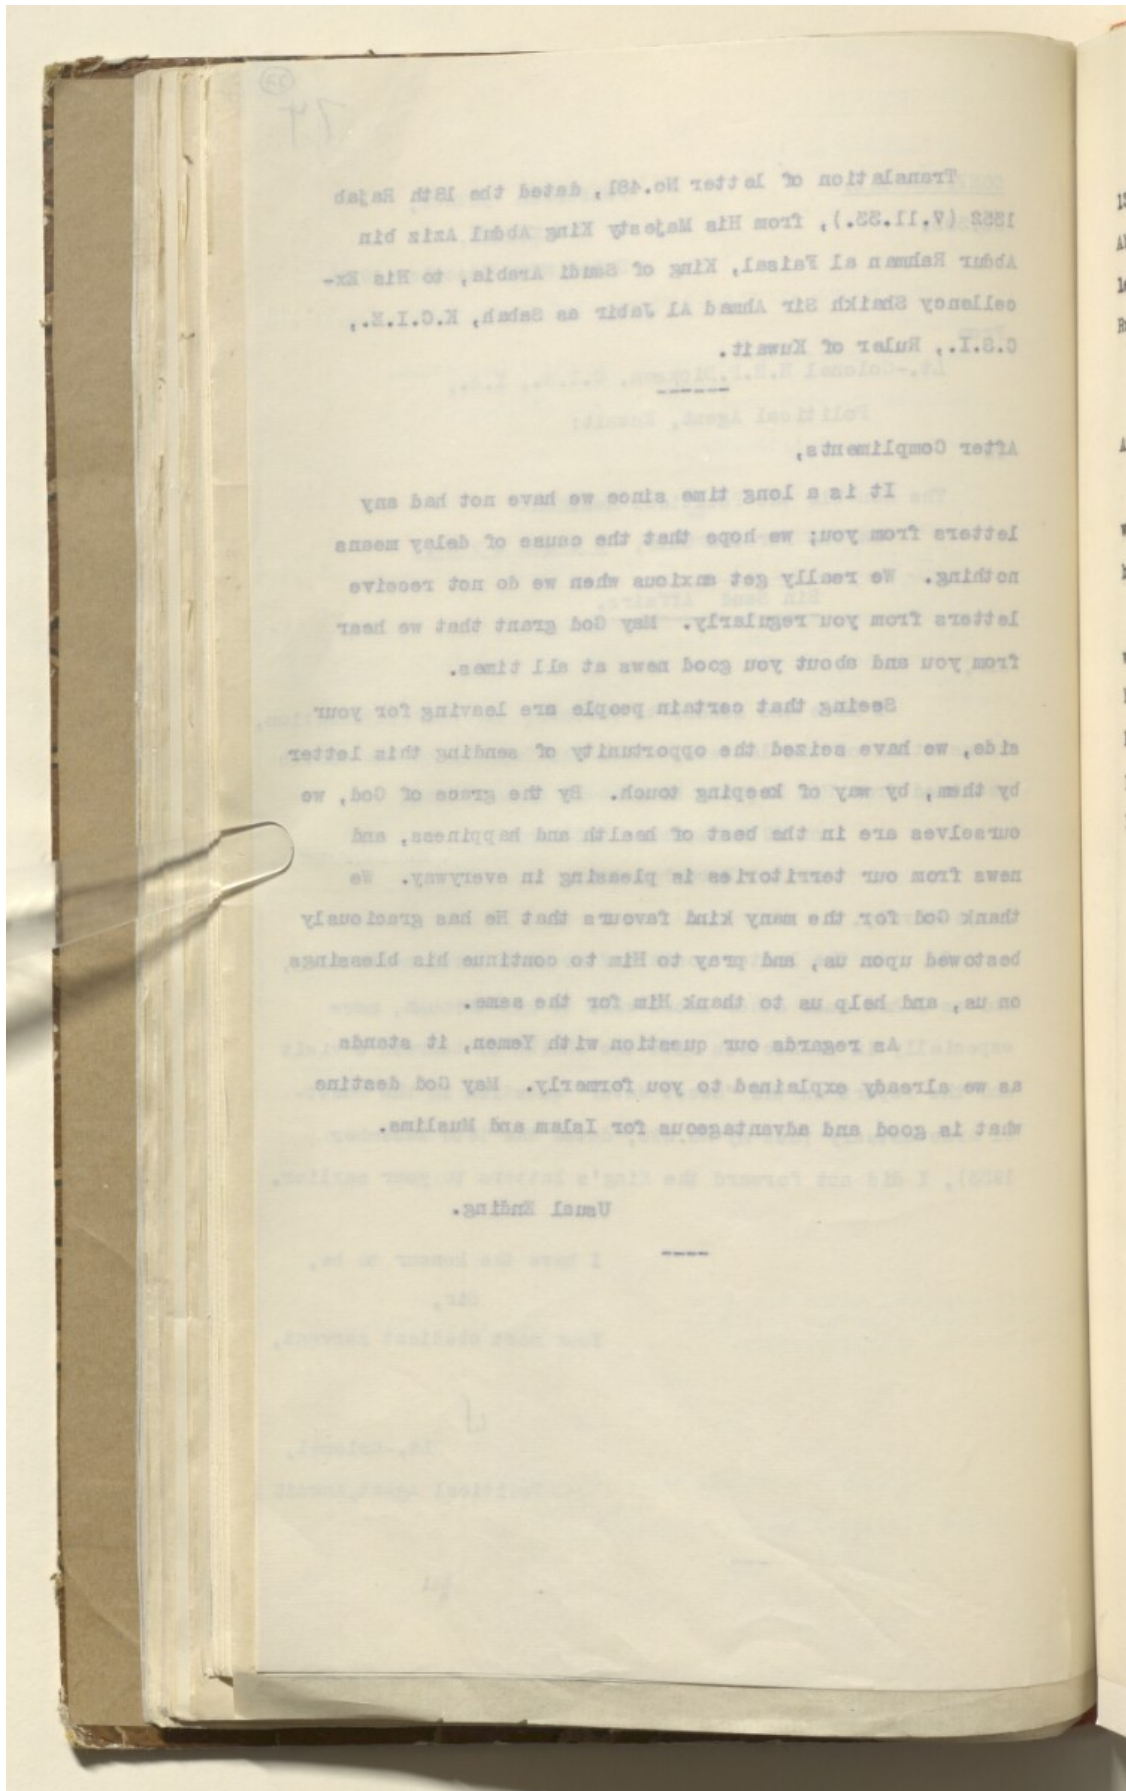 Translation of letter No.481, dated the 18th Rajab
1352 (7.11.33.), from His Majesty King Abdul Aziz bin
Abdur Rahman al Faisal, King of Saudi Arabia, to His Ex-
cellency Shaikh Sir Ahmad Al Jabir as Sabah, K.C.I.E.,
C.S.I., Ruler of Kuwait.
After Compliments,
It is a long time since we have not had any
letters from you; we hope that the cause of delay means
nothing. We really get anxious when we do not receive
letters from you regularly. May God grant that we hear
from you and about you good news at all times.
Seeing that certain people are leaving for your
side, we have seized the opportunity of sending this letter
by them, by way of keeping touch. By the grace of God, we
ourselves are in the best of health and happiness, and
news from our territories is pleasing in everyway. We
thank God for the many kind favours that He has graciously
bestowed upon us, and pray to Him to continue his blessings
on us, and help us to thank Him for the same.
As regards our question with Yemen, it stands
as we already explained to you formerly. May God destine
what is good and advantageous for Islam and Muslims.
Usual Ending.